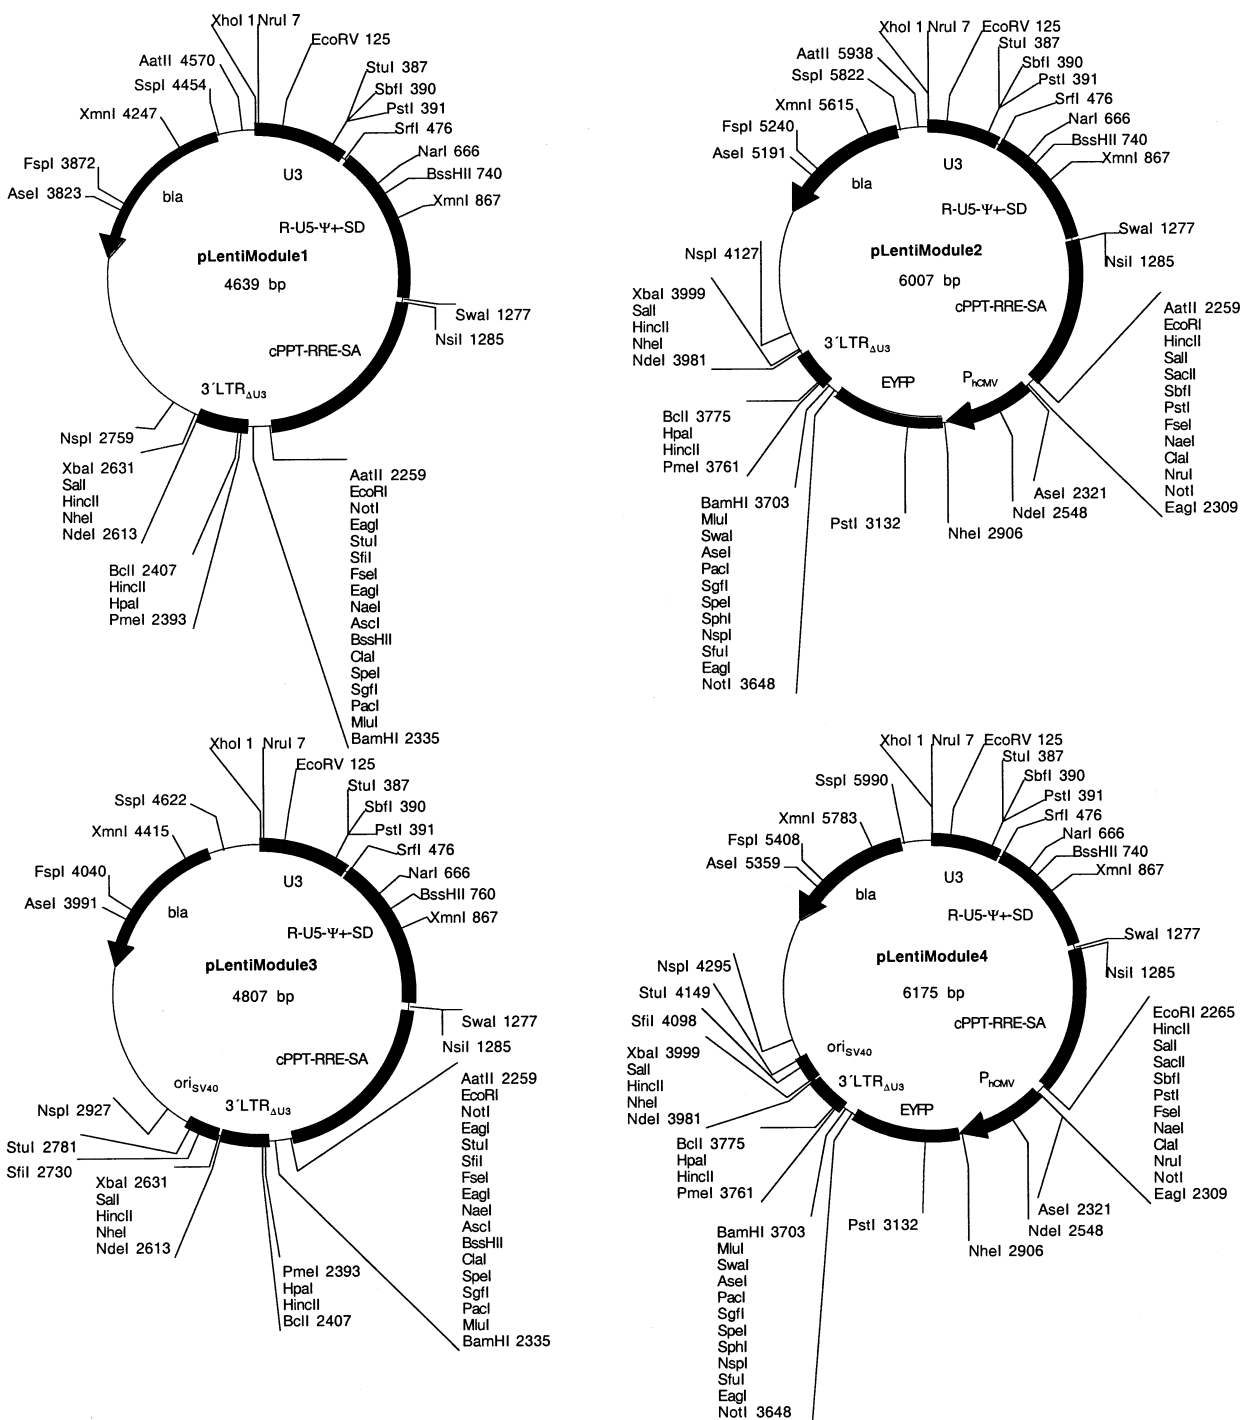 XhoI 1
NruI 7
EcoRV 125
StuI 387
SbfI 390
PstI 391
SrfI 476
NarI 666
BssHII 740
XmnI 867
AatII 4570
SspI 4454
XmnI 4247
FspI 3872
AseI 3823
bla
U3
R-U5-Ψ+-SD
pLentiModule1
4639 bp
SwaI 1277
NsiI 1285
cPPT-RRE-SA
3´LTRΔU3
NspI 2759
XbaI 2631
SalI
HincII
NheI
NdeI 2613
BclI 2407
HincII
HpaI
PmeI 2393
AatII 2259
EcoRI
NotI
EagI
StuI
SfiI
FseI
EagI
NaeI
AscI
BssHII
ClaI
SpeI
SgfI
PacI
MluI
BamHI 2335
XhoI 1
NruI 7
EcoRV 125
StuI 387
SbfI 390
PstI 391
SrfI 476
NarI 666
BssHII 740
XmnI 867
AatII 5938
SspI 5822
XmnI 5615
FspI 5240
AseI 5191
bla
U3
R-U5-Ψ+-SD
pLentiModule2
6007 bp
SwaI 1277
NsiI 1285
cPPT-RRE-SA
NspI 4127
XbaI 3999
SalI
HincII
NheI
NdeI 3981
3´LTRΔU3
EYFP
PhCMV
AatII 2259
EcoRI
HincII
SalI
SacII
SbfI
PstI
FseI
NaeI
ClaI
NruI
NotI
EagI 2309
BclI 3775
HpaI
HincII
PmeI 3761
BamHI 3703
MluI
SwaI
AseI
PacI
SgfI
SpeI
SphI
NspI
SfuI
EagI
NotI 3648
PstI 3132
NheI 2906
NdeI 2548
AseI 2321
XhoI 1
NruI 7
EcoRV 125
StuI 387
SbfI 390
PstI 391
SrfI 476
NarI 666
BssHII 760
XmnI 867
SspI 4622
XmnI 4415
FspI 4040
AseI 3991
bla
U3
R-U5-Ψ+-SD
pLentiModule3
4807 bp
SwaI 1277
NsiI 1285
cPPT-RRE-SA
oriSV40
3´LTRΔU3
NspI 2927
StuI 2781
SfiI 2730
XbaI 2631
SalI
HincII
NheI
NdeI 2613
PmeI 2393
HpaI
HincII
BclI 2407
AatII 2259
EcoRI
NotI
EagI
StuI
SfiI
FseI
EagI
NaeI
AscI
BssHII
ClaI
SpeI
SgfI
PacI
MluI
BamHI 2335
XhoI 1
NruI 7
EcoRV 125
StuI 387
SbfI 390
PstI 391
SrfI 476
NarI 666
BssHII 740
XmnI 867
SspI 5990
XmnI 5783
FspI 5408
AseI 5359
bla
U3
R-U5-Ψ+-SD
pLentiModule4
6175 bp
SwaI 1277
NsiI 1285
cPPT-RRE-SA
NspI 4295
StuI 4149
SfiI 4098
XbaI 3999
SalI
HincII
NheI
NdeI 3981
oriSV40
3´LTRΔU3
EYFP
PhCMV
EcoRI 2265
HincII
SalI
SacII
SbfI
PstI
FseI
NaeI
ClaI
NruI
NotI
EagI 2309
BclI 3775
HpaI
HincII
PmeI 3761
BamHI 3703
MluI
SwaI
AseI
PacI
SgfI
SpeI
SphI
NspI
SfuI
EagI
NotI 3648
PstI 3132
NheI 2906
NdeI 2548
AseI 2321